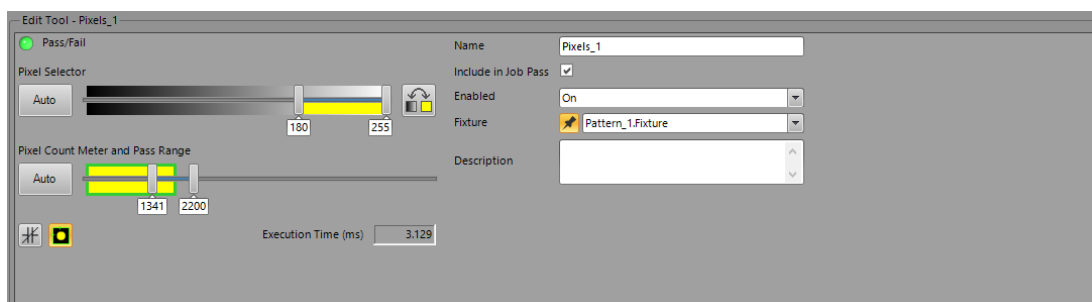 Edit Tool - Pixels_1
Pass/Fail
Pixel Selector
Auto
180 255
Pixel Count Meter and Pass Range
Auto
1341 2200
Execution Time (ms) 3.129
Name Pixels_1
Include in Job Pass
Enabled On
Fixture Pattern_1.Fixture
Description